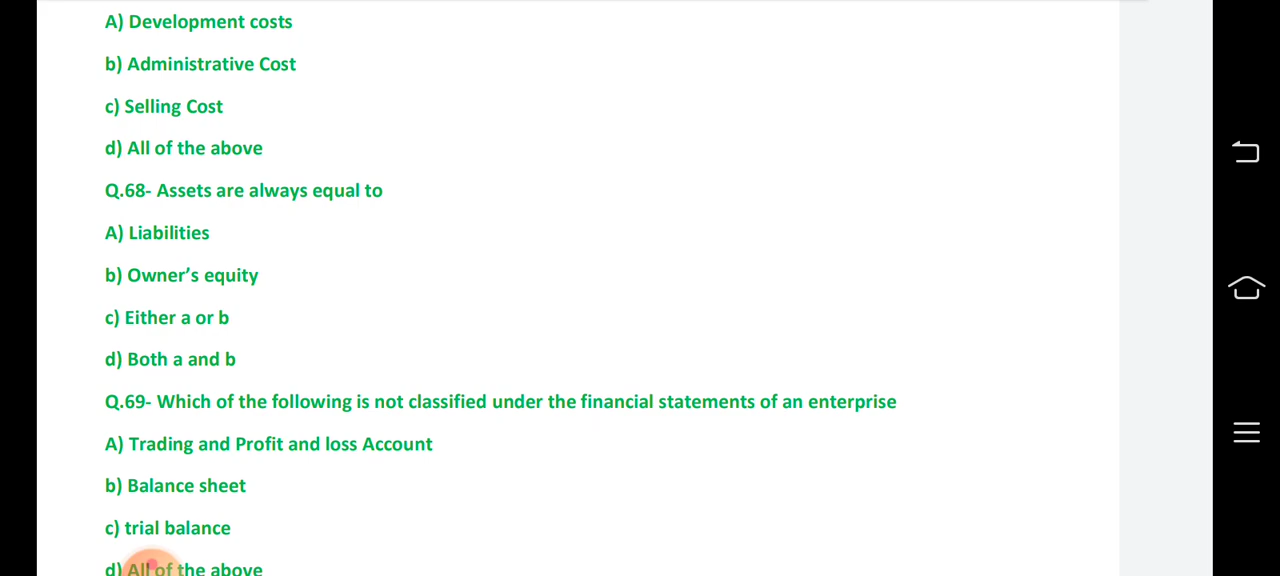 A) Development costs
b) Administrative Cost
c) Selling Cost
d) All of the above
Q.68- Assets are always equal to
A) Liabilities
b) Owner’s equity
c) Either a or b
d) Both a and b
Q.69- Which of the following is not classified under the financial statements of an enterprise
A) Trading and Profit and loss Account
b) Balance sheet
c) trial balance
d) All of the above